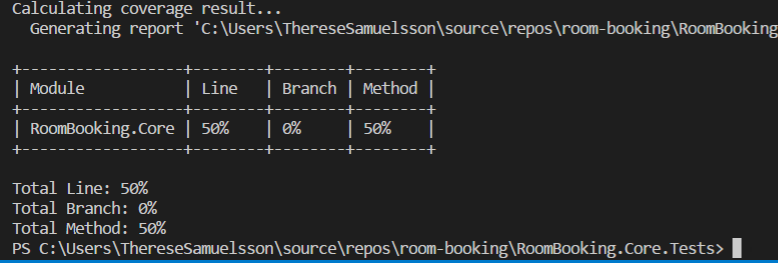 Calculating coverage result...
  Generating report 'C:\Users\ThereseSamuelsson\source\repos\room-booking\RoomBooking
+------------------+--------+--------+--------+
| Module           | Line   | Branch | Method |
+------------------+--------+--------+--------+
| RoomBooking.Core | 50%    | 0%     | 50%    |
+------------------+--------+--------+--------+
Total Line: 50%
Total Branch: 0%
Total Method: 50%
PS C:\Users\ThereseSamuelsson\source\repos\room-booking\RoomBooking.Core.Tests>